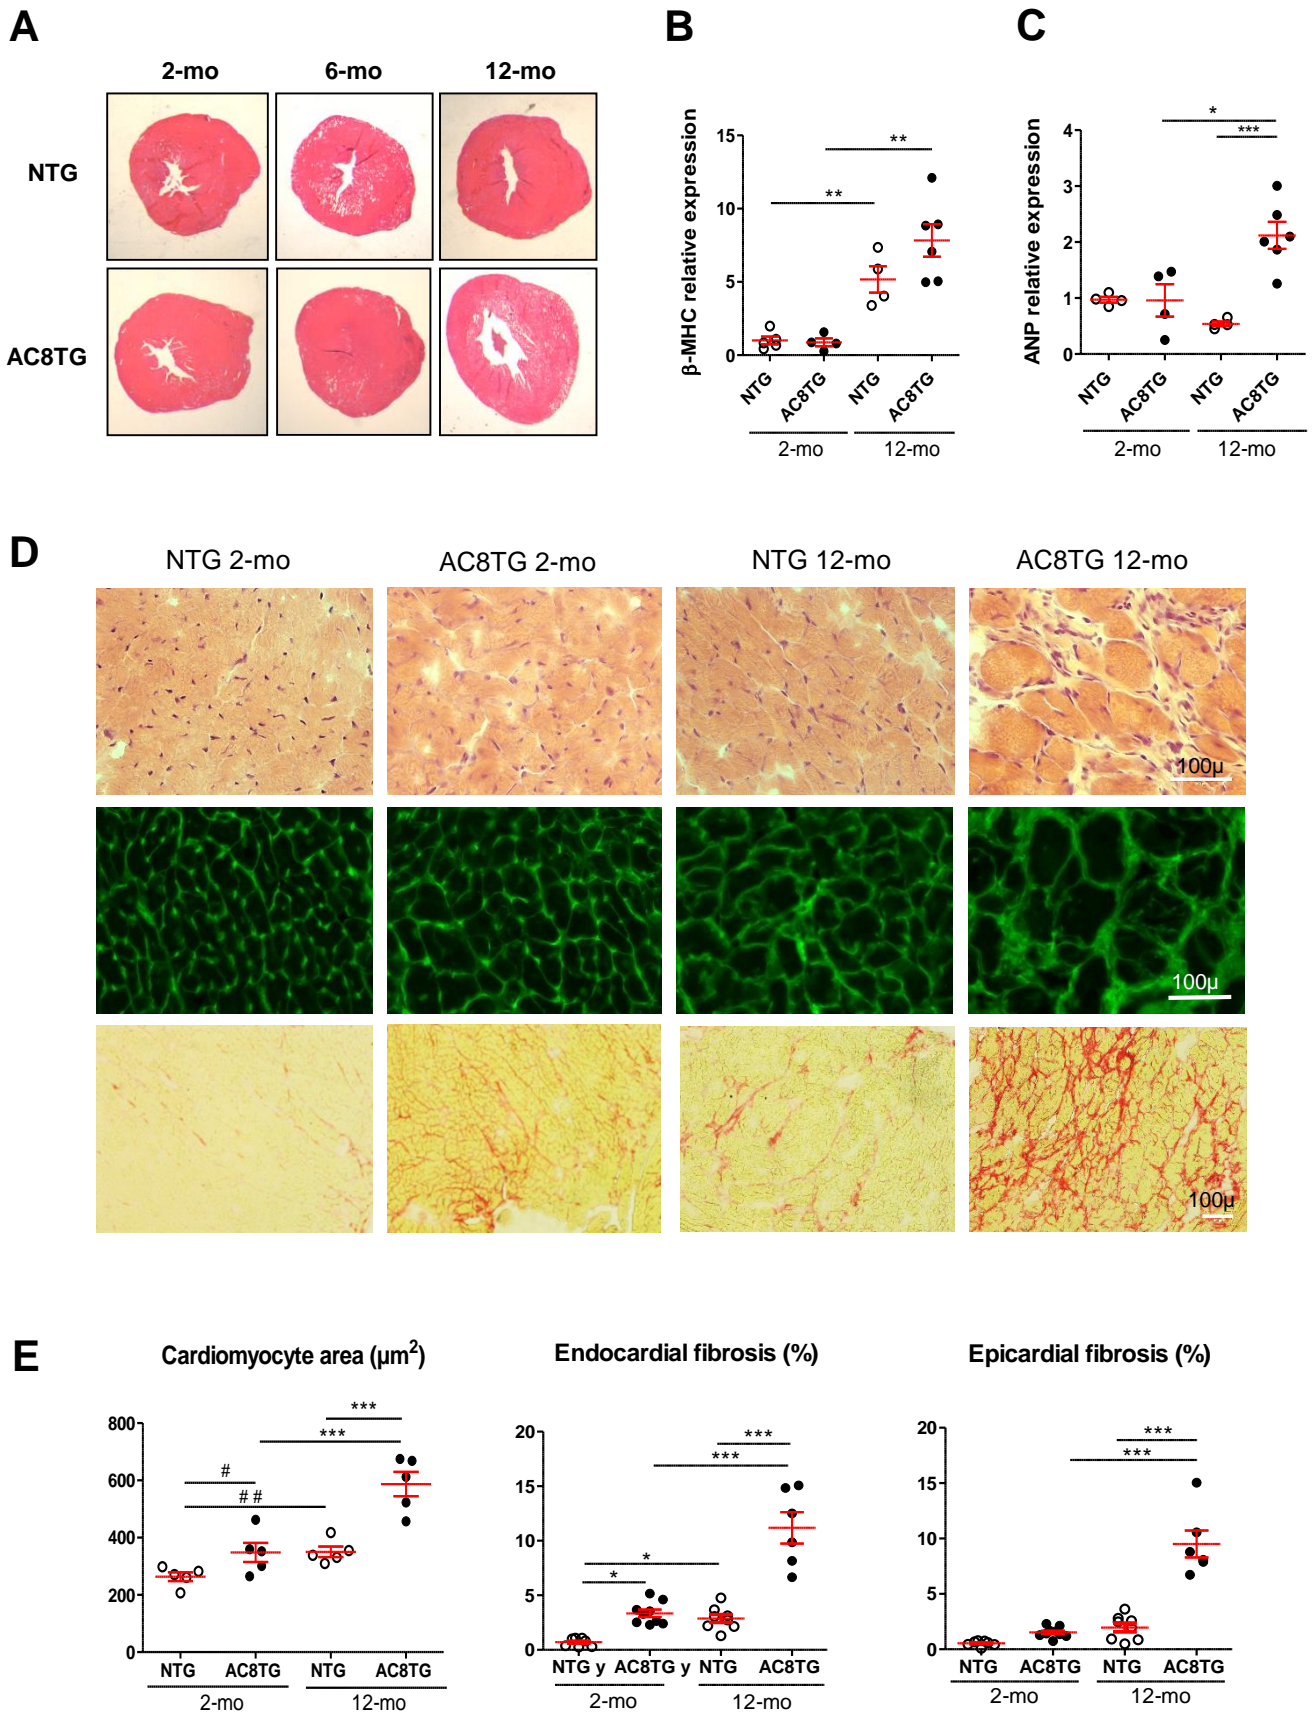 A
2-mo 6-mo 12-mo
NTG
AC8TG
B
β-MHC relative expression
15
10
5
0
**
**
NTG AC8TG NTG AC8TG
2-mo 12-mo
C
ANP relative expression
4
3
2
1
0
*
***
NTG AC8TG NTG AC8TG
2-mo 12-mo
D
NTG 2-mo AC8TG 2-mo NTG 12-mo AC8TG 12-mo
100µ
100µ
100µ
E
Cardiomyocyte area (µm²)
800
600
400
200
0
***
***
#
# #
NTG AC8TG NTG AC8TG
2-mo 12-mo
Endocardial fibrosis (%)
20
15
10
5
0
***
***
*
*
NTG y AC8TG y NTG AC8TG
2-mo 12-mo
Epicardial fibrosis (%)
20
15
10
5
0
***
***
NTG AC8TG NTG AC8TG
2-mo 12-mo